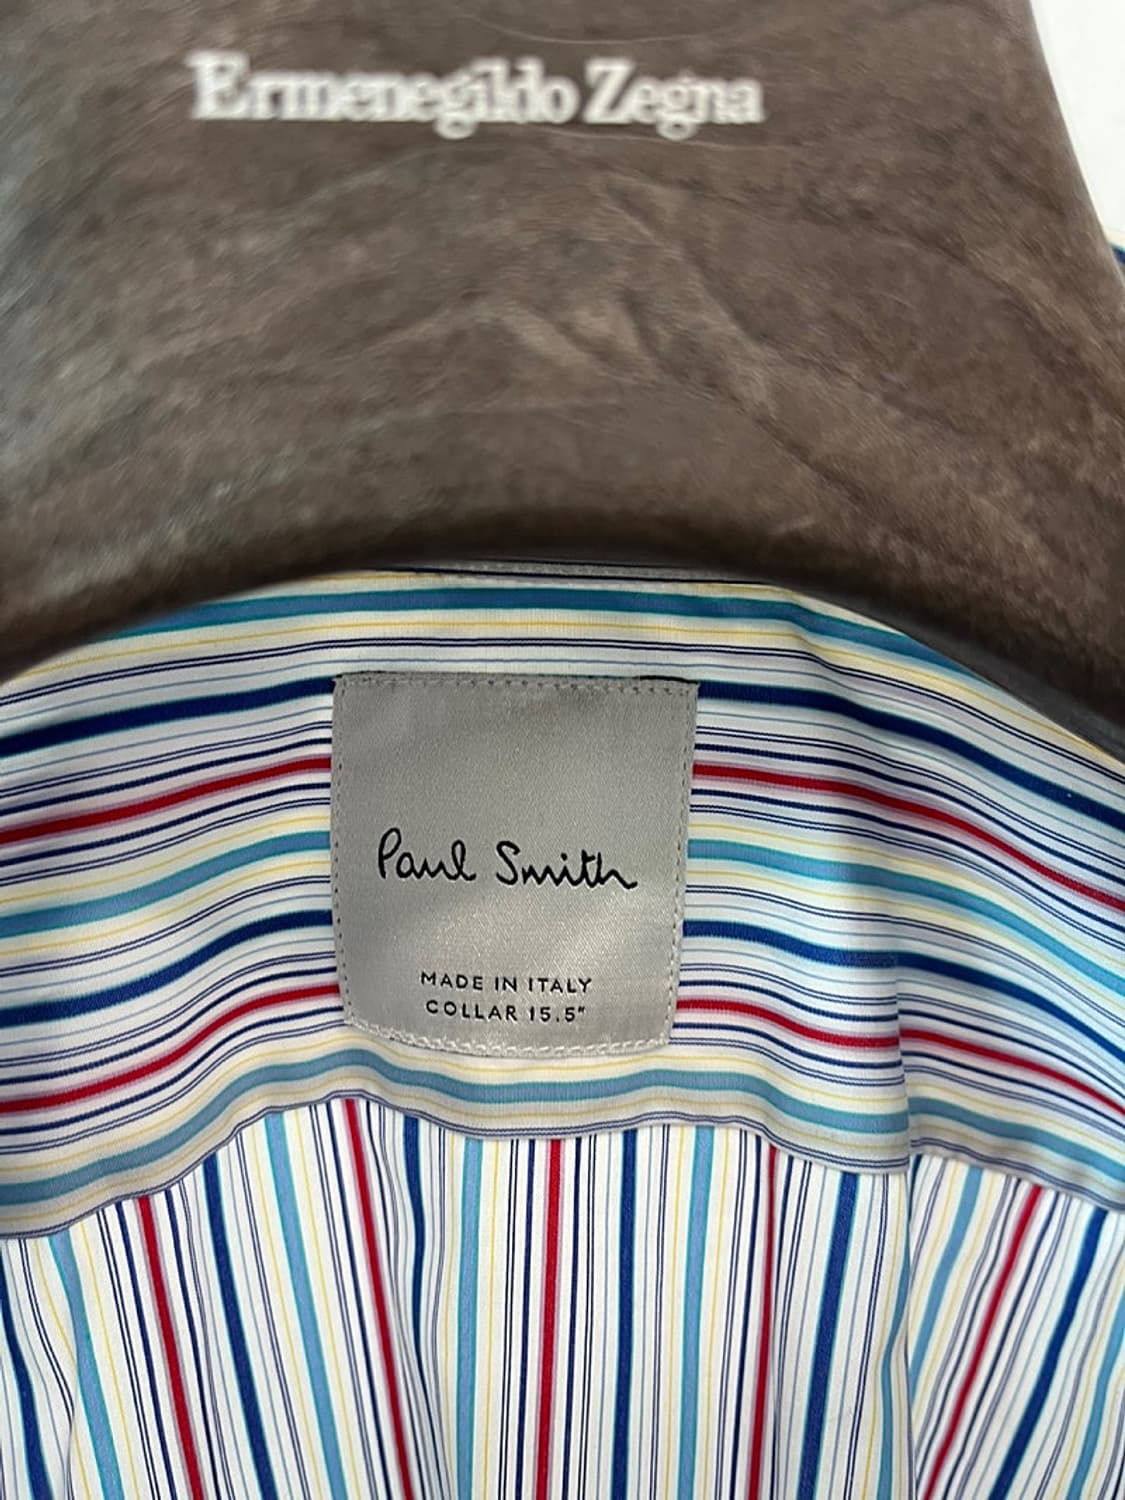 Ermenegildo Zegna
Paul Smith
MADE IN ITALY
COLLAR 15.5"